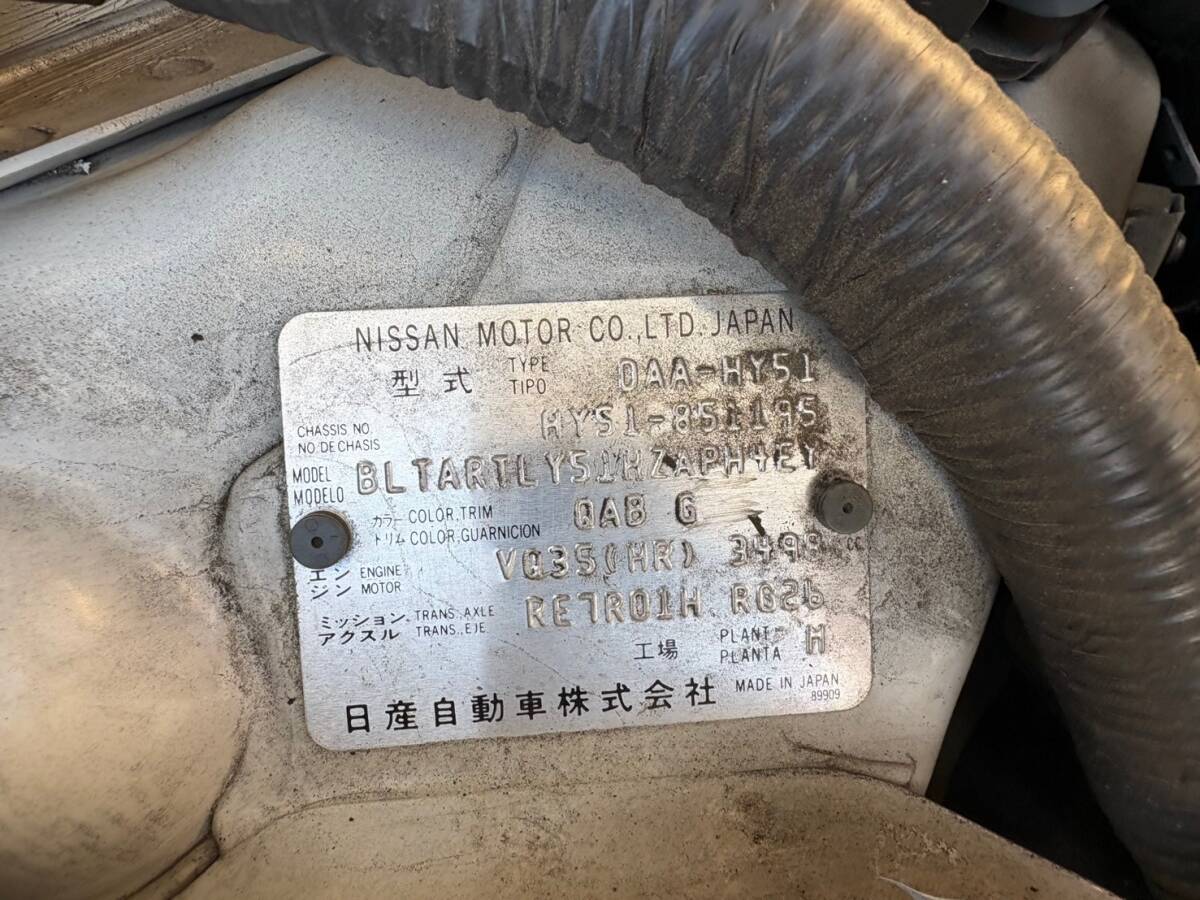 NISSAN MOTOR CO.,LTD.JAPAN
型式 TYPE TIPO DAA-HY51
CHASSIS NO. NO.DE CHASIS HY51-851195
MODEL MODELO
カラー COLOR,TRIM
トリム COLOR,GUARNICION QAB G
エンジン ENGINE MOTOR VQ35(HR) 3498 cc
ミッション TRANS.,AXLE
アクスル TRANS.,EJE RE7R01H R026
工場 PLANT PLANTA M
日産自動車株式会社 MADE IN JAPAN
89909